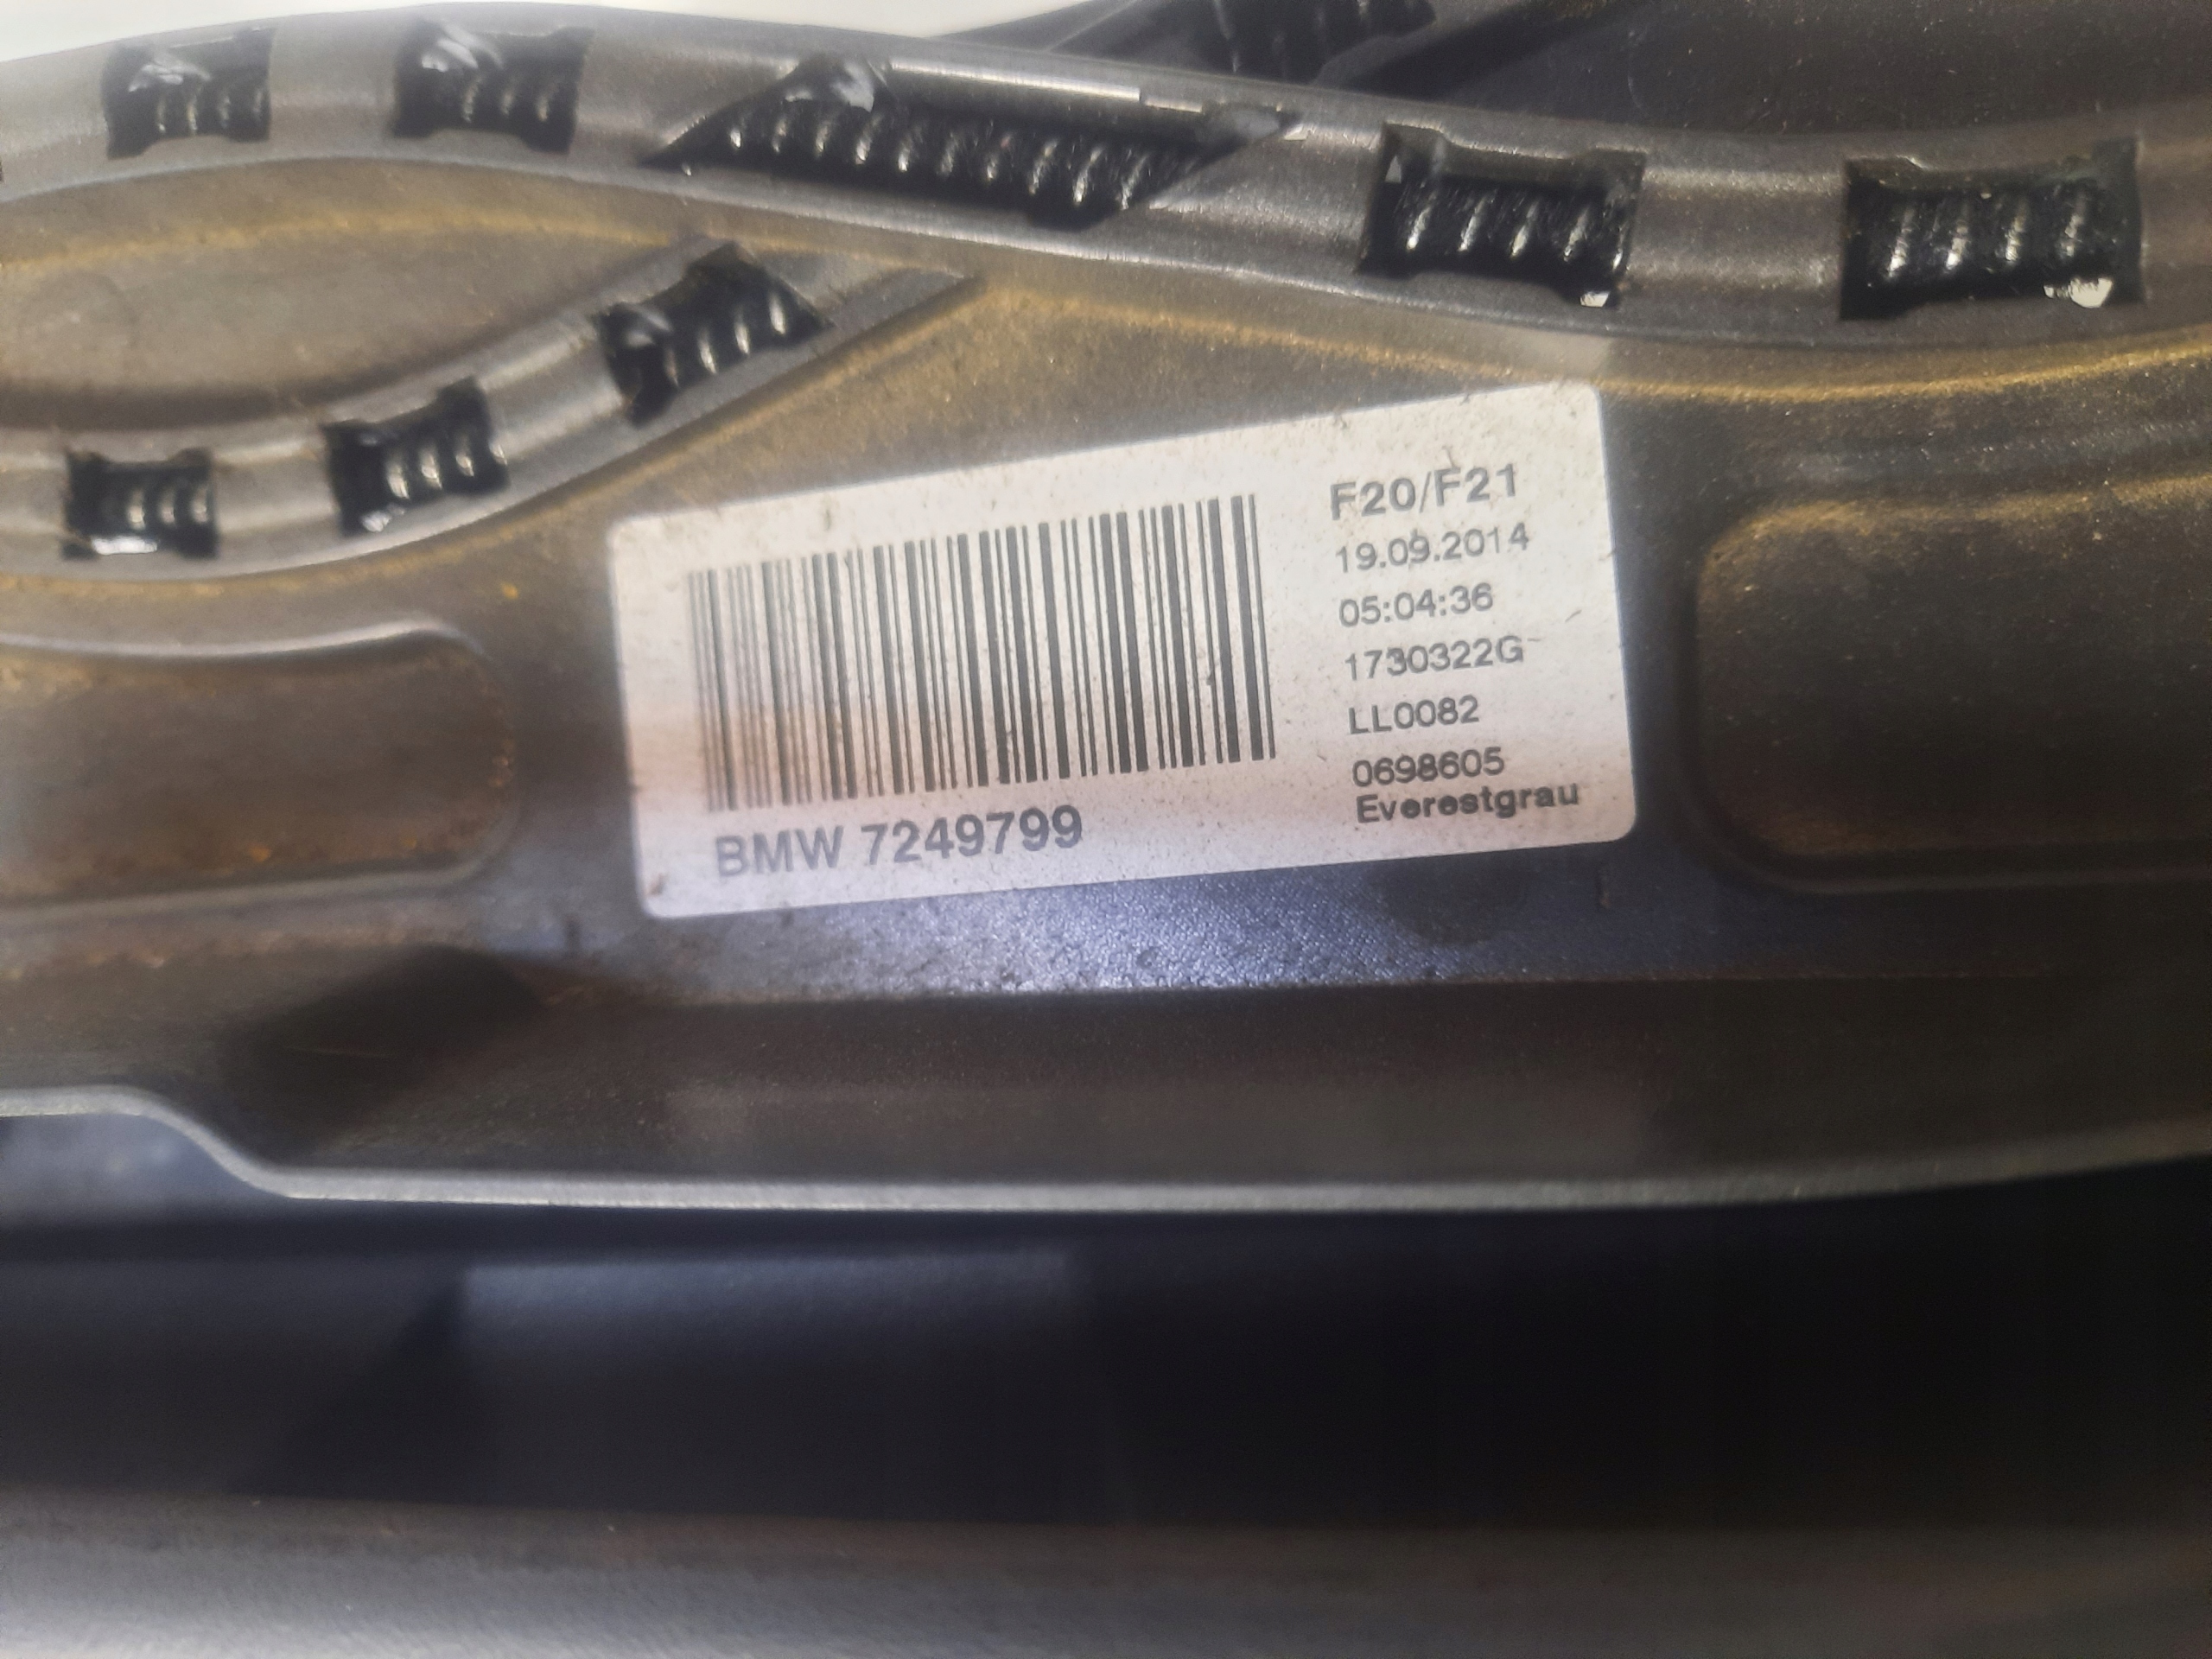 F20/F21
19.09.2014
05:04:36
1730322G
LL0082
0698605
Everestgrau
BMW 7249799